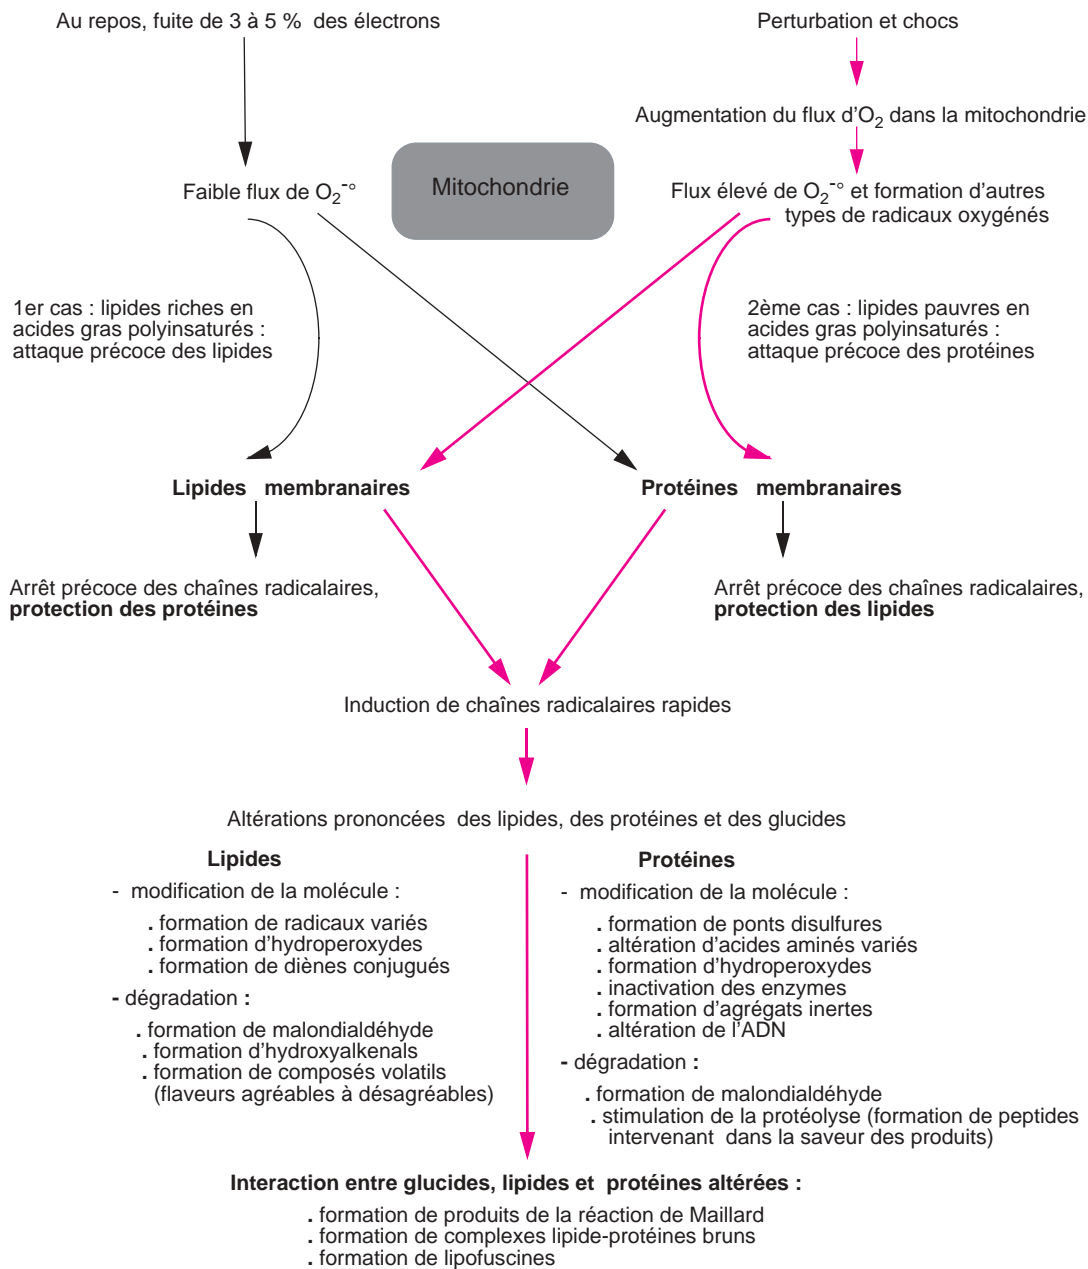 Au repos, fuite de 3 à 5 % des électrons
Perturbation et chocs
Augmentation du flux d'O2 dans la mitochondrie
Mitochondrie
Faible flux de O2-°
Flux élevé de O2-° et formation d'autres
types de radicaux oxygénés
1er cas : lipides riches en
acides gras polyinsaturés :
attaque précoce des lipides
2ème cas : lipides pauvres en
acides gras polyinsaturés :
attaque précoce des protéines
Lipides membranaires
Protéines membranaires
Arrêt précoce des chaînes radicalaires,
protection des protéines
Arrêt précoce des chaînes radicalaires,
protection des lipides
Induction de chaînes radicalaires rapides
Altérations prononcées des lipides, des protéines et des glucides
Lipides
- modification de la molécule :
. formation de radicaux variés
. formation d'hydroperoxydes
. formation de diènes conjugués
- dégradation :
. formation de malondialdéhyde
. formation d'hydroxyalkenals
. formation de composés volatils
(flaveurs agréables à désagréables)
Protéines
- modification de la molécule :
. formation de ponts disulfures
. altération d'acides aminés variés
. formation d'hydroperoxydes
. inactivation des enzymes
. formation d'agrégats inertes
. altération de l'ADN
- dégradation :
. formation de malondialdéhyde
. stimulation de la protéolyse (formation de peptides
intervenant dans la saveur des produits)
Interaction entre glucides, lipides et protéines altérées :
. formation de produits de la réaction de Maillard
. formation de complexes lipide-protéines bruns
. formation de lipofuscines